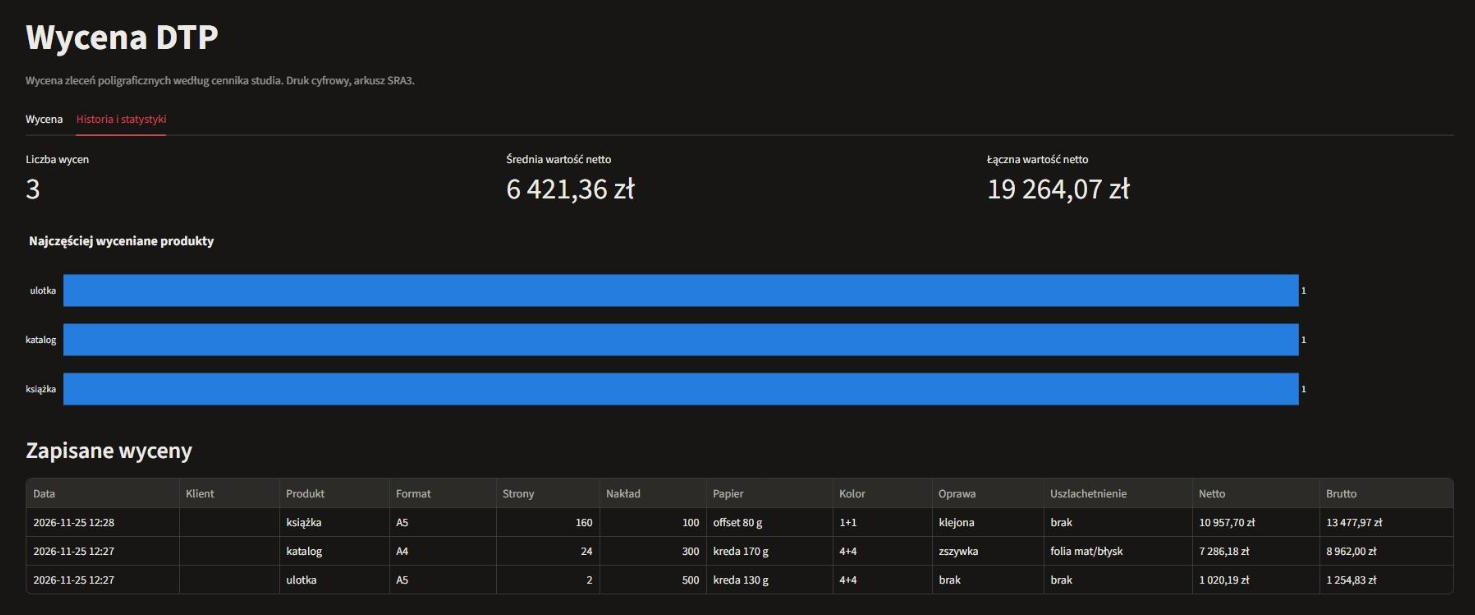 Wycena DTP
Wycena zleceń poligraficznych według cennika studia. Druk cyfrowy, arkusz SRA3.
Wycena Historia i statystyki
Liczba wycen Średnia wartość netto Łączna wartość netto
3 6 421,36 zł 19 264,07 zł
Najczęściej wyceniane produkty
ulotka 1
katalog 1
książka 1
Zapisane wyceny
Data Klient Produkt Format Strony Nakład Papier Kolor Oprawa Uszlachetnienie Netto Brutto
2026-11-25 12:28 książka A5 160 100 offset 80 g 1+1 klejona brak 10 957,70 zł 13 477,97 zł
2026-11-25 12:27 katalog A4 24 300 kreda 170 g 4+4 zszywka folia mat/błysk 7 286,18 zł 8 962,00 zł
2026-11-25 12:27 ulotka A5 2 500 kreda 130 g 4+4 brak brak 1 020,19 zł 1 254,83 zł